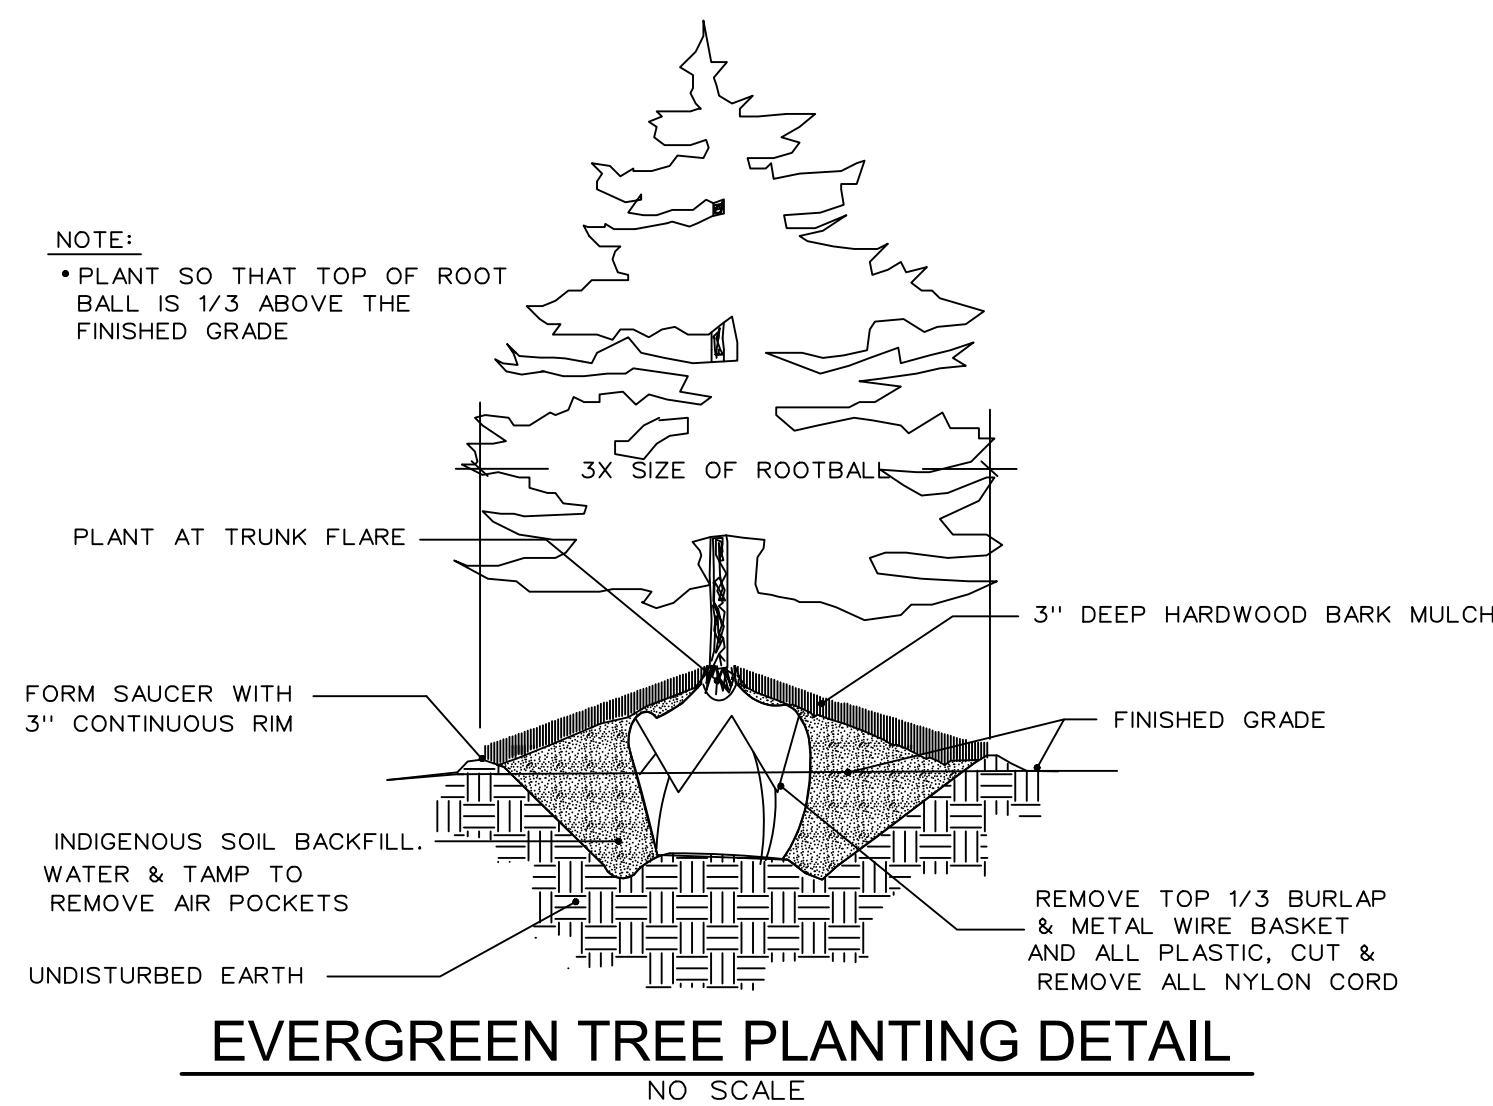 NOTE:
• PLANT SO THAT TOP OF ROOT
BALL IS 1/3 ABOVE THE
FINISHED GRADE
3X SIZE OF ROOTBALL
PLANT AT TRUNK FLARE
3'' DEEP HARDWOOD BARK MULCH
FORM SAUCER WITH
3'' CONTINUOUS RIM
FINISHED GRADE
INDIGENOUS SOIL BACKFILL.
WATER & TAMP TO
REMOVE AIR POCKETS
REMOVE TOP 1/3 BURLAP
& METAL WIRE BASKET
AND ALL PLASTIC, CUT &
REMOVE ALL NYLON CORD
UNDISTURBED EARTH
EVERGREEN TREE PLANTING DETAIL
NO SCALE